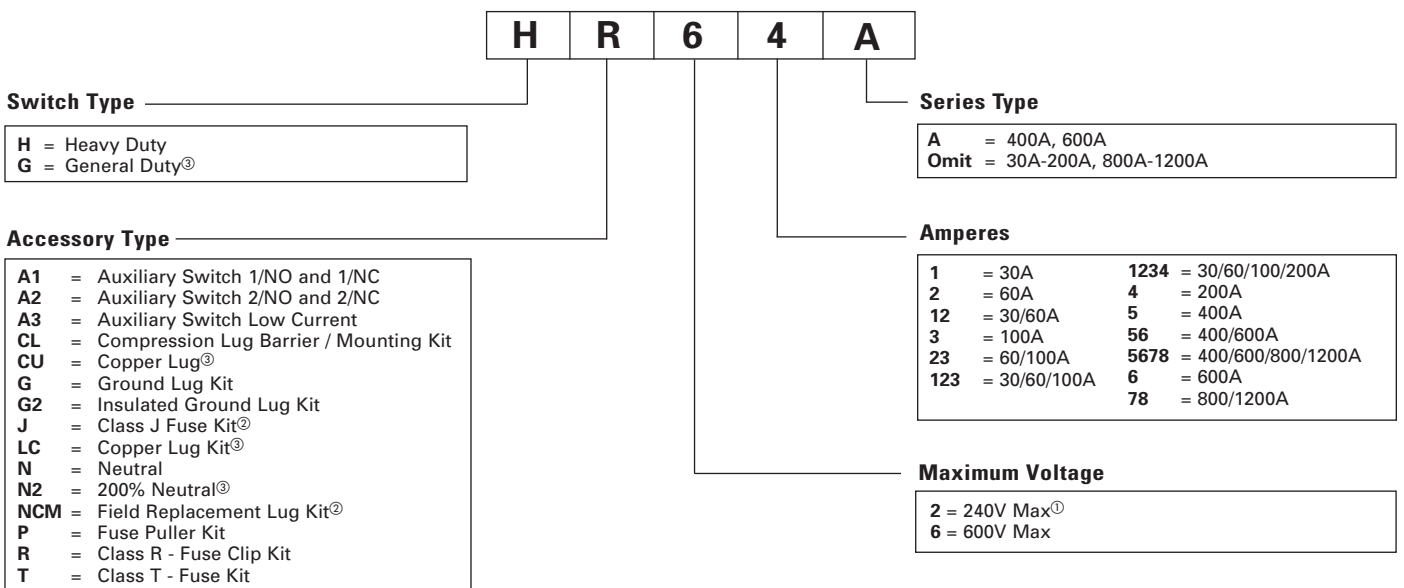 H R 6 4 A
Switch Type
H = Heavy Duty
G = General Duty③
Accessory Type
A1 = Auxiliary Switch 1/NO and 1/NC
A2 = Auxiliary Switch 2/NO and 2/NC
A3 = Auxiliary Switch Low Current
CL = Compression Lug Barrier / Mounting Kit
CU = Copper Lug③
G = Ground Lug Kit
G2 = Insulated Ground Lug Kit
J = Class J Fuse Kit②
LC = Copper Lug Kit③
N = Neutral
N2 = 200% Neutral③
NCM = Field Replacement Lug Kit②
P = Fuse Puller Kit
R = Class R - Fuse Clip Kit
T = Class T - Fuse Kit
Series Type
A = 400A, 600A
Omit = 30A-200A, 800A-1200A
Amperes
1 = 30A
2 = 60A
12 = 30/60A
3 = 100A
23 = 60/100A
123 = 30/60/100A
1234 = 30/60/100/200A
4 = 200A
5 = 400A
56 = 400/600A
5678 = 400/600/800/1200A
6 = 600A
78 = 800/1200A
Maximum Voltage
2 = 240V Max①
6 = 600V Max